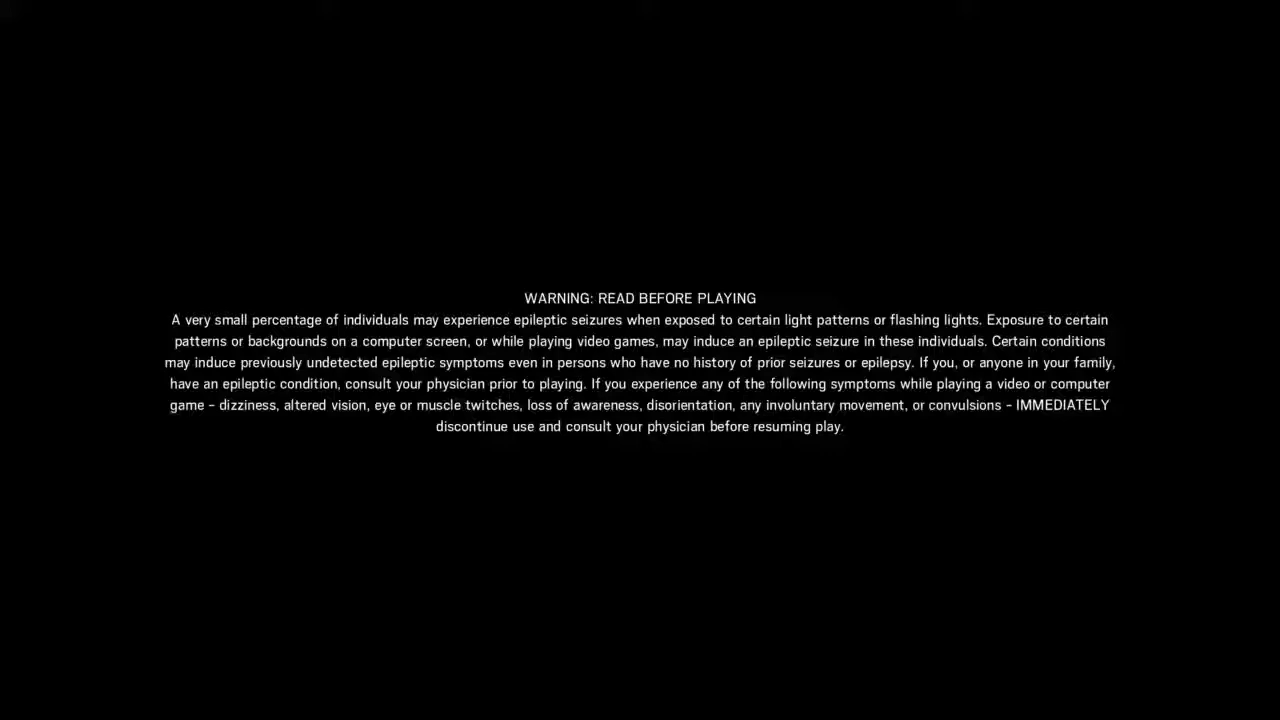 WARNING: READ BEFORE PLAYING
A very small percentage of individuals may experience epileptic seizures when exposed to certain light patterns or flashing lights. Exposure to certain
patterns or backgrounds on a computer screen, or while playing video games, may induce an epileptic seizure in these individuals. Certain conditions
may induce previously undetected epileptic symptoms even in persons who have no history of prior seizures or epilepsy. If you, or anyone in your family,
have an epileptic condition, consult your physician prior to playing. If you experience any of the following symptoms while playing a video or computer
game – dizziness, altered vision, eye or muscle twitches, loss of awareness, disorientation, any involuntary movement, or convulsions – IMMEDIATELY
discontinue use and consult your physician before resuming play.